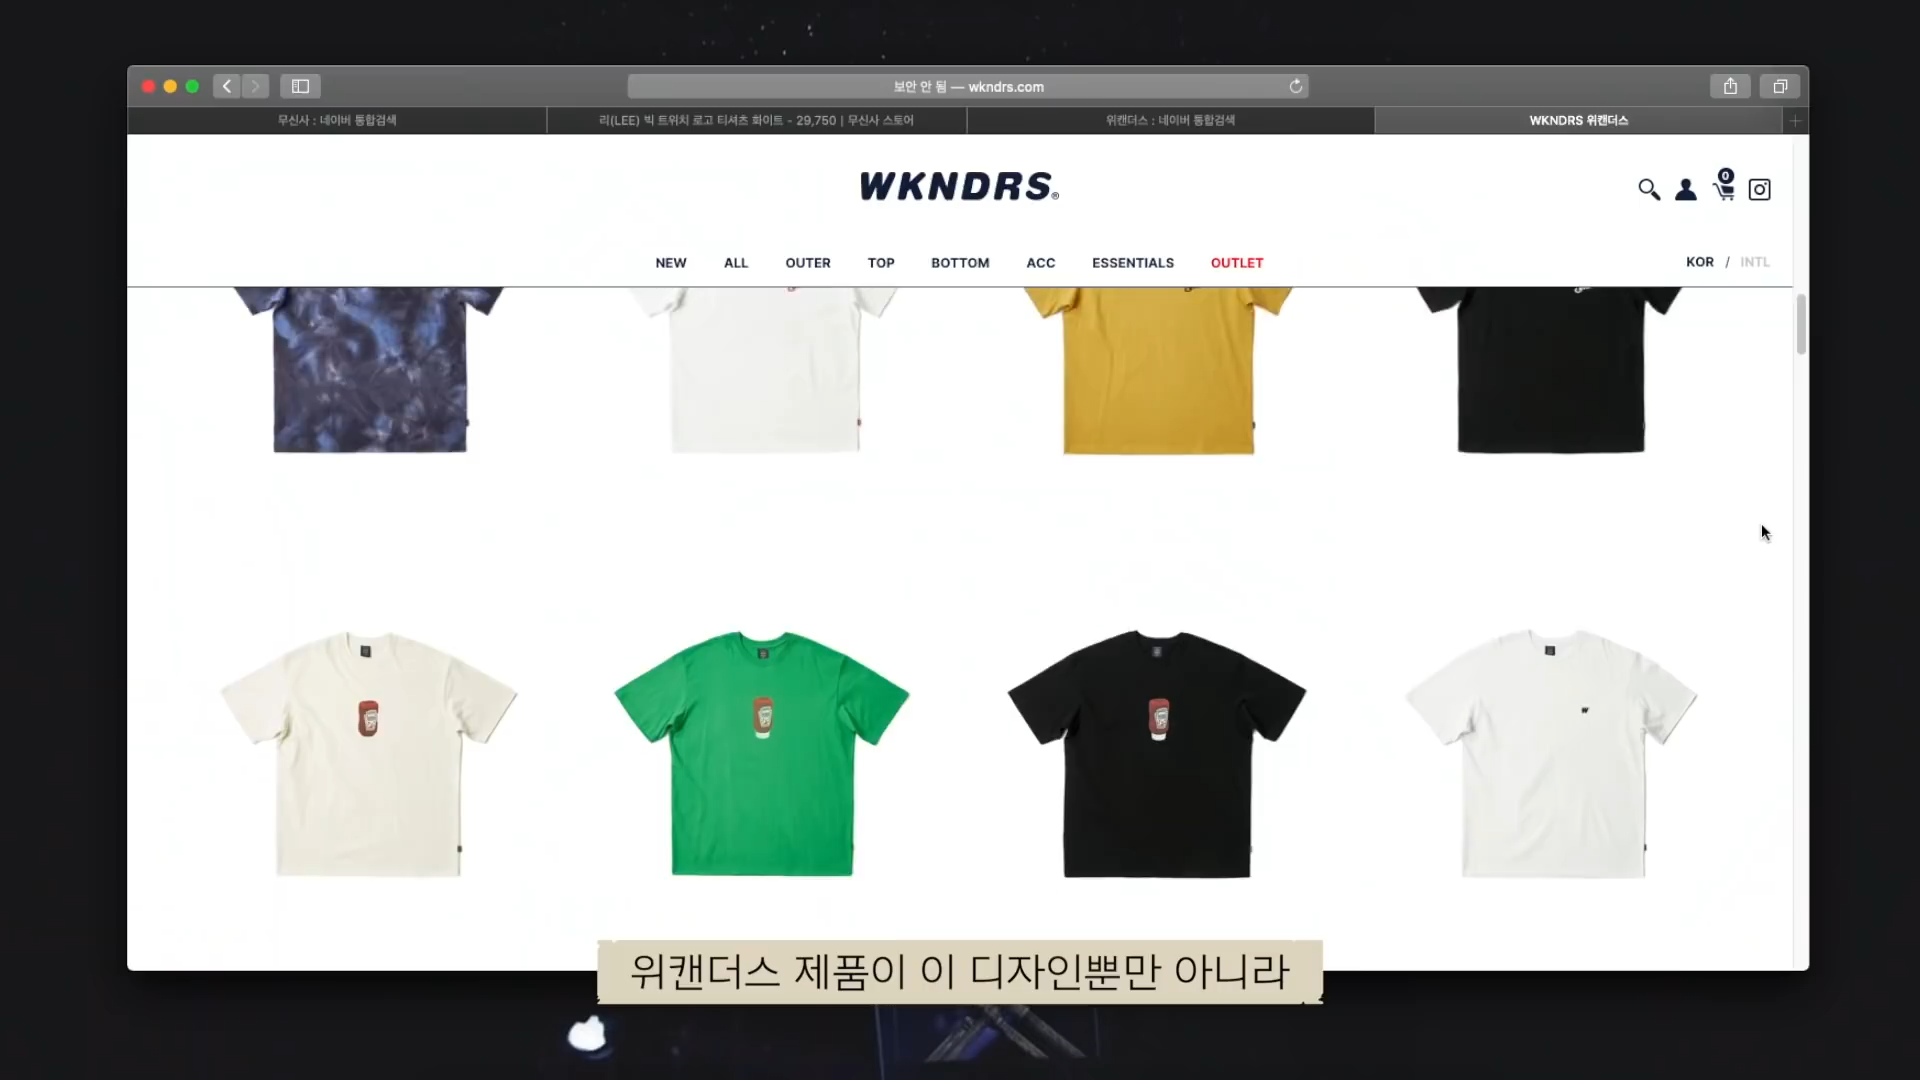 보안 안 됨 — wkndrs.com
무신사 : 네이버 통합검색
리(LEE) 빅 트위치 로고 티셔츠 화이트 - 29,750 | 무신사 스토어
위캔더스 : 네이버 통합검색
WKNDRS 위캔더스
WKNDRS®
0
NEW ALL OUTER TOP BOTTOM ACC ESSENTIALS OUTLET
KOR / INTL
W
위캔더스 제품이 이 디자인뿐만 아니라